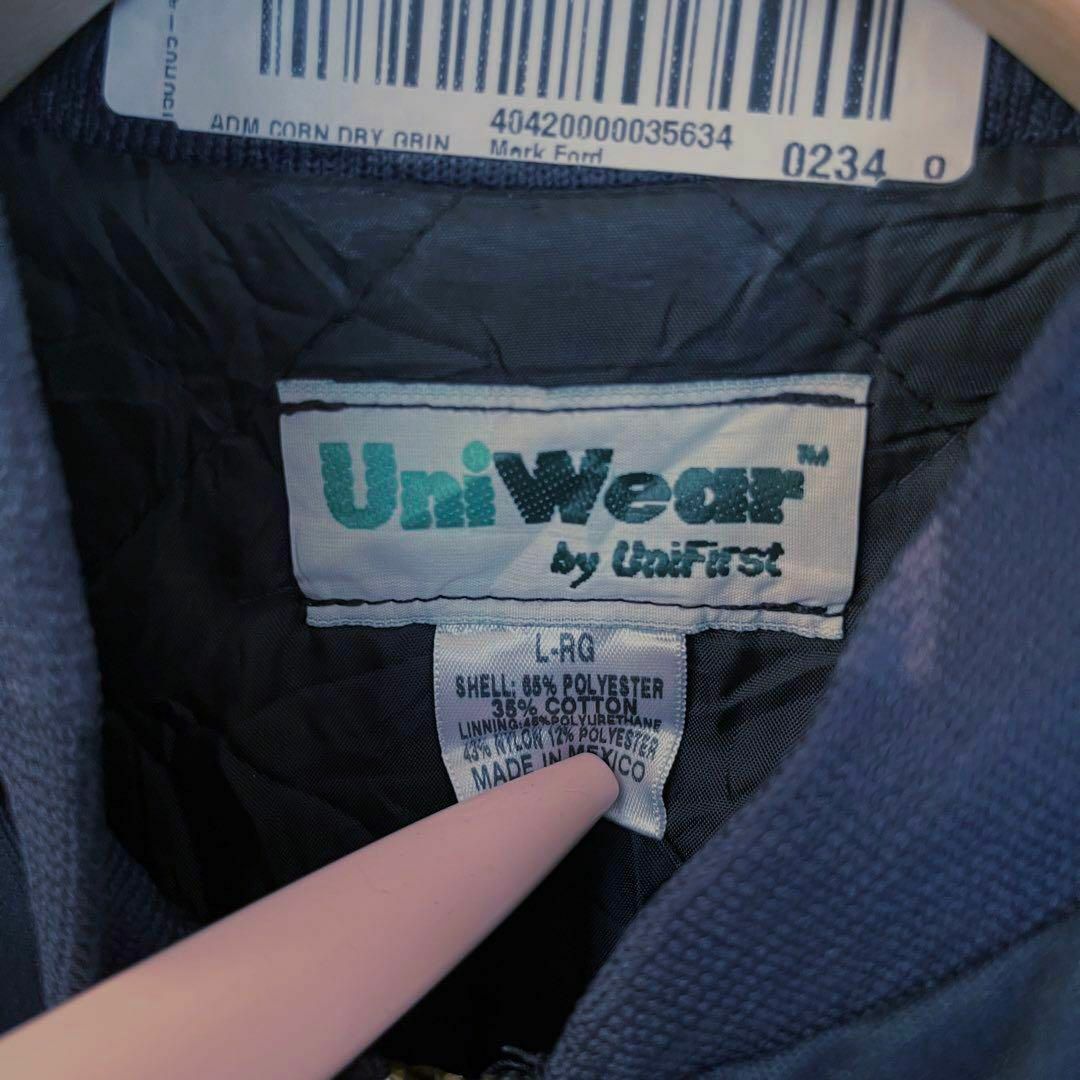 ADM CORN DRY GRIN
40420000035634
Mark Ford
0234 0
UniWear™
by UniFirst
L-RG
SHELL: 65% POLYESTER
35% COTTON
LINNING:45%POLYURETHANE
43% NYLON 12% POLYESTER
MADE IN MEXICO